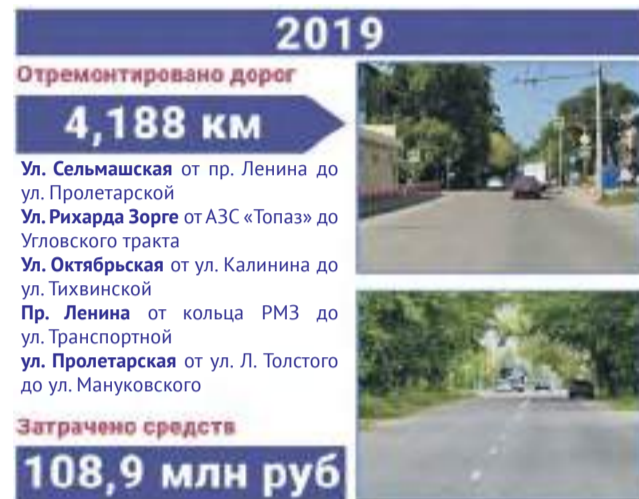 2019
Отремонтировано дорог
4,188 км
Ул. Сельмашская от пр. Ленина до
ул. Пролетарской
Ул. Рихарда Зорге от АЗС «Топаз» до
Угловского тракта
Ул. Октябрьская от ул. Калинина до
ул. Тихвинской
Пр. Ленина от кольца РМЗ до
ул. Транспортной
ул. Пролетарская от ул. Л. Толстого
до ул. Мануковского
Затрачено средств
108,9 млн руб